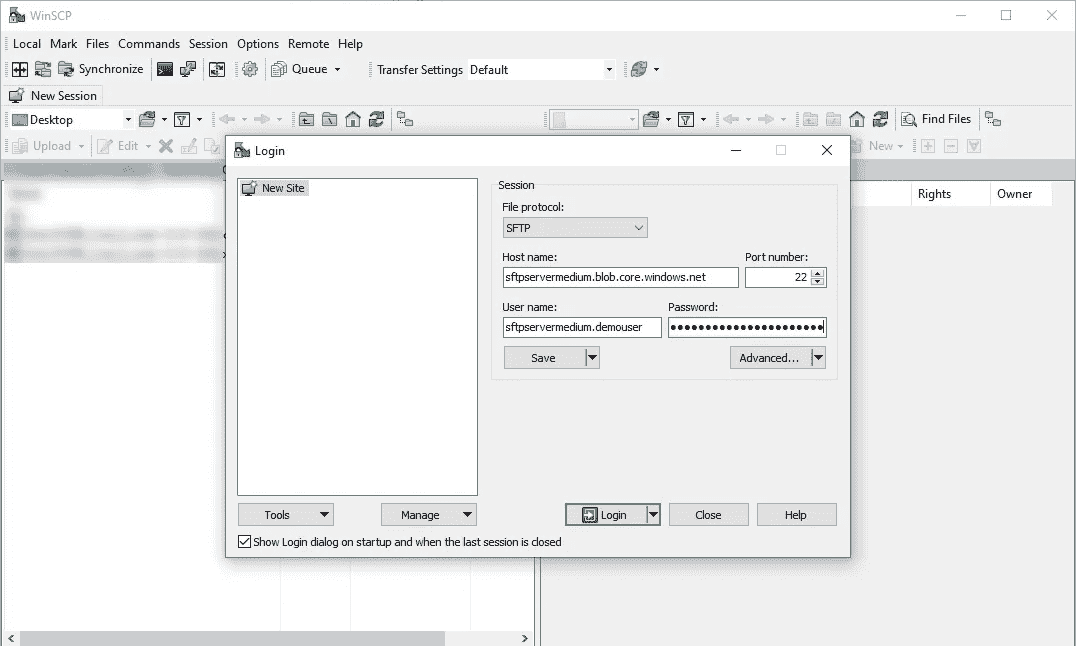 WinSCP
Local Mark Files Commands Session Options Remote Help
Synchronize Queue Transfer Settings Default
New Session
Desktop Find Files
Upload Edit New
Login
Rights Owner
New Site
Session
File protocol:
SFTP
Host name: Port number:
sftpservermedium.blob.core.windows.net 22
User name: Password:
sftpservermedium.demouser ●●●●●●●●●●●●●●●●●●●●●●
Save Advanced...
Tools Manage Login Close Help
Show Login dialog on startup and when the last session is closed